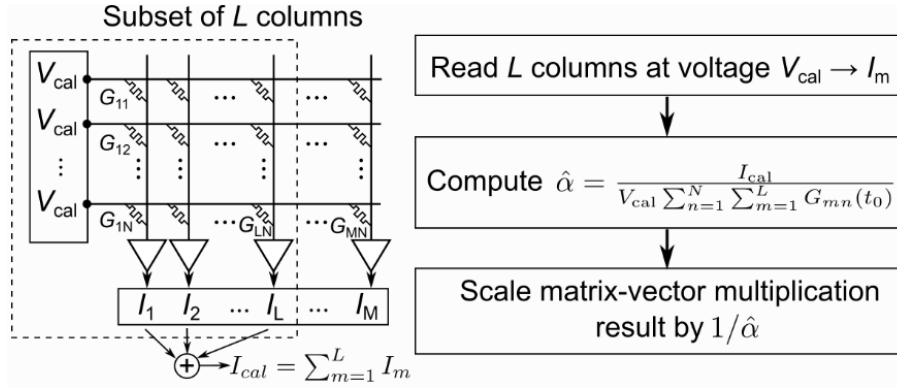 Subset of L columns
V_cal
G_11
... ...
V_cal
G_12
... ...
⋮ ⋮ ⋮ ⋮ ⋮
V_cal
G_1N ... G_LN ... G_MN
I_1 I_2 ... I_L ... I_M
+ I_cal = ∑_{m=1}^{L} I_m
Read L columns at voltage V_cal → I_m
Compute α̂ = I_cal / (V_cal ∑_{n=1}^{N} ∑_{m=1}^{L} G_mn(t_0))
Scale matrix-vector multiplication
result by 1/α̂